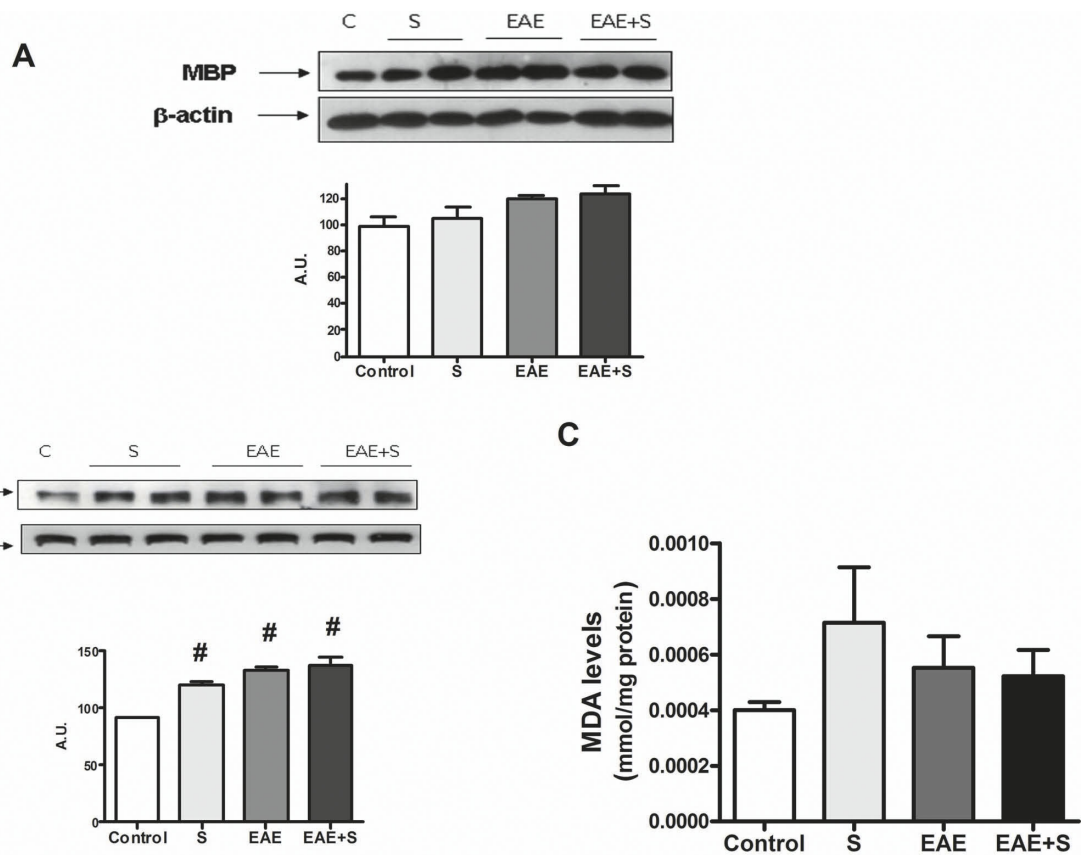 A
C S EAE EAE+S
MBP
β-actin
A.U.
120
100
80
60
40
20
0
Control S EAE EAE+S
C S EAE EAE+S
A.U.
150
100
50
0
# # #
Control S EAE EAE+S
C
MDA levels
(mmol/mg protein)
0.0010
0.0008
0.0006
0.0004
0.0002
0.0000
Control S EAE EAE+S